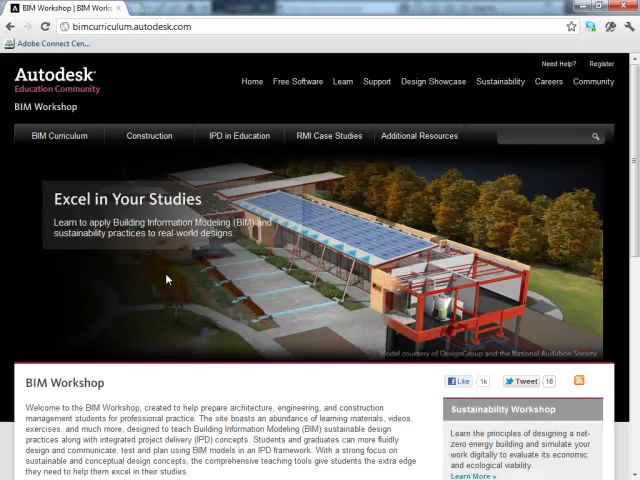 BIM Workshop | BIM Works
bimcurriculum.autodesk.com
Adobe Connect Cen...
Need Help? Register
Autodesk
Education Community
BIM Workshop
Home Free Software Learn Support Design Showcase Sustainability Careers Community
BIM Curriculum Construction IPD in Education RMI Case Studies Additional Resources
Excel in Your Studies
Learn to apply Building Information Modeling (BIM) and
sustainability practices to real-world designs.
Model courtesy of DesignGroup and the National Audubon Society.
BIM Workshop
Like 1k Tweet 16
Welcome to the BIM Workshop, created to help prepare architecture, engineering, and construction
management students for professional practice. The site boasts an abundance of learning materials, videos,
exercises, and much more, designed to teach Building Information Modeling (BIM) sustainable design
practices along with integrated project delivery (IPD) concepts. Students and graduates can more fluidly
design and communicate, test and plan using BIM models in an IPD framework. With a strong focus on
sustainable and conceptual design concepts, the comprehensive teaching tools give students the extra edge
they need to help them excel in their studies.
Sustainability Workshop
Learn the principles of designing a net-
zero energy building and simulate your
work digitally to evaluate its economic
and ecological viability.
Learn More »